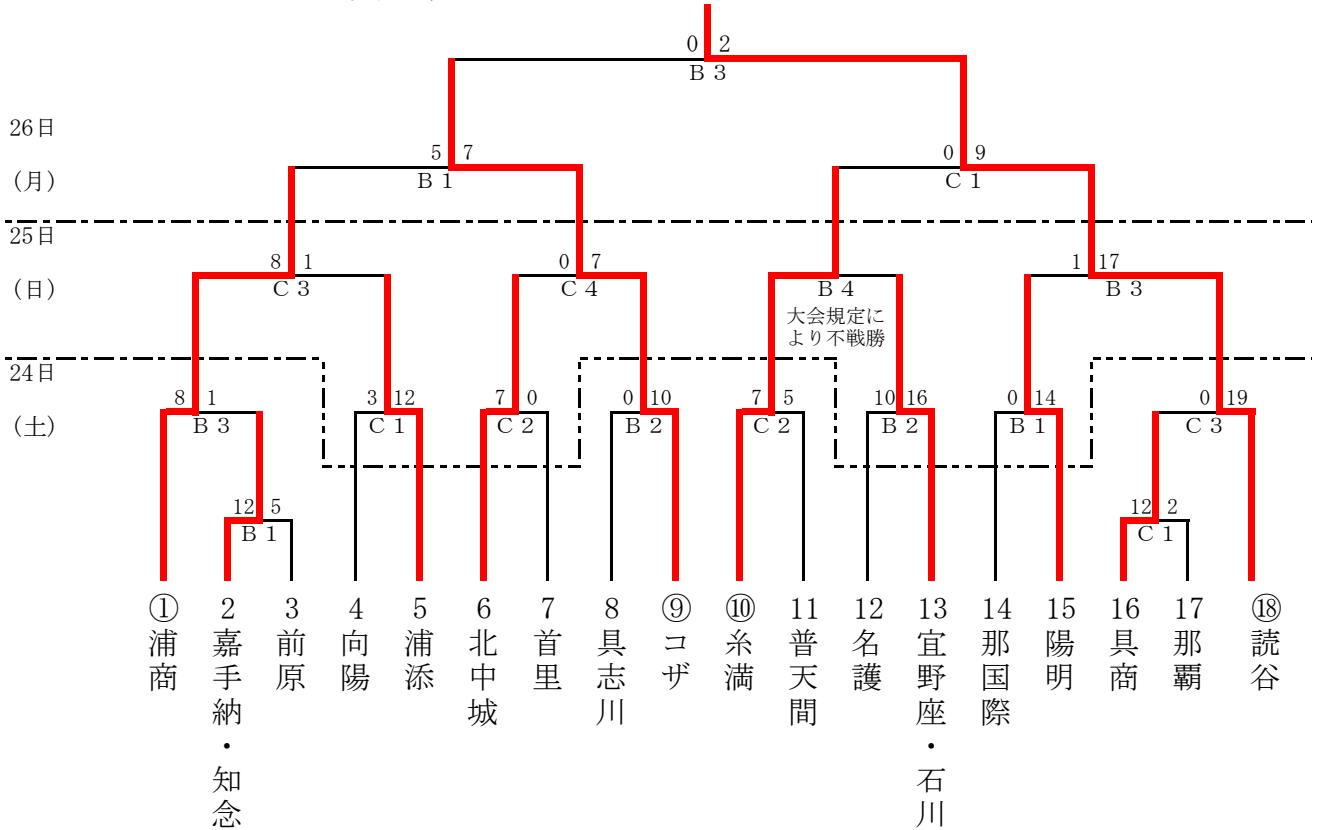 0 2
B 3
26日
5 7
0 9
(月)
B 1
C 1
25日
8 1
0 7
1 17
(日)
C 3
C 4
B 4
B 3
大会規定に
より不戦勝
24日
8 1
3 12
7 0
0 10
7 5
10 16
0 14
0 19
(土)
B 3
C 1
C 2
B 2
C 2
B 2
B 1
C 3
12 5
12 2
B 1
C 1
① 浦商
2 嘉手納・知念
3 前原
4 向陽
5 浦添
6 北中城
7 首里
8 具志川
⑨ コザ
⑩ 糸満
11 普天間
12 名護
13 宜野座・石川
14 那国際
15 陽明
16 具商
17 那覇
⑱ 読谷